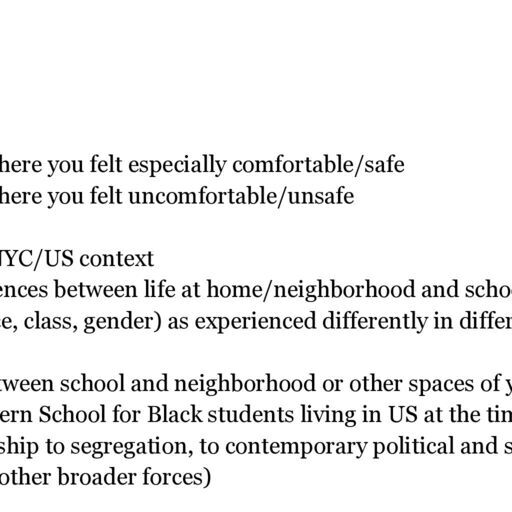 here you felt especially comfortable/safe
here you felt uncomfortable/unsafe
NYC/US context
ences between life at home/neighborhood and scho
e, class, gender) as experienced differently in differ
tween school and neighborhood or other spaces of y
ern School for Black students living in US at the tim
ship to segregation, to contemporary political and s
other broader forces)